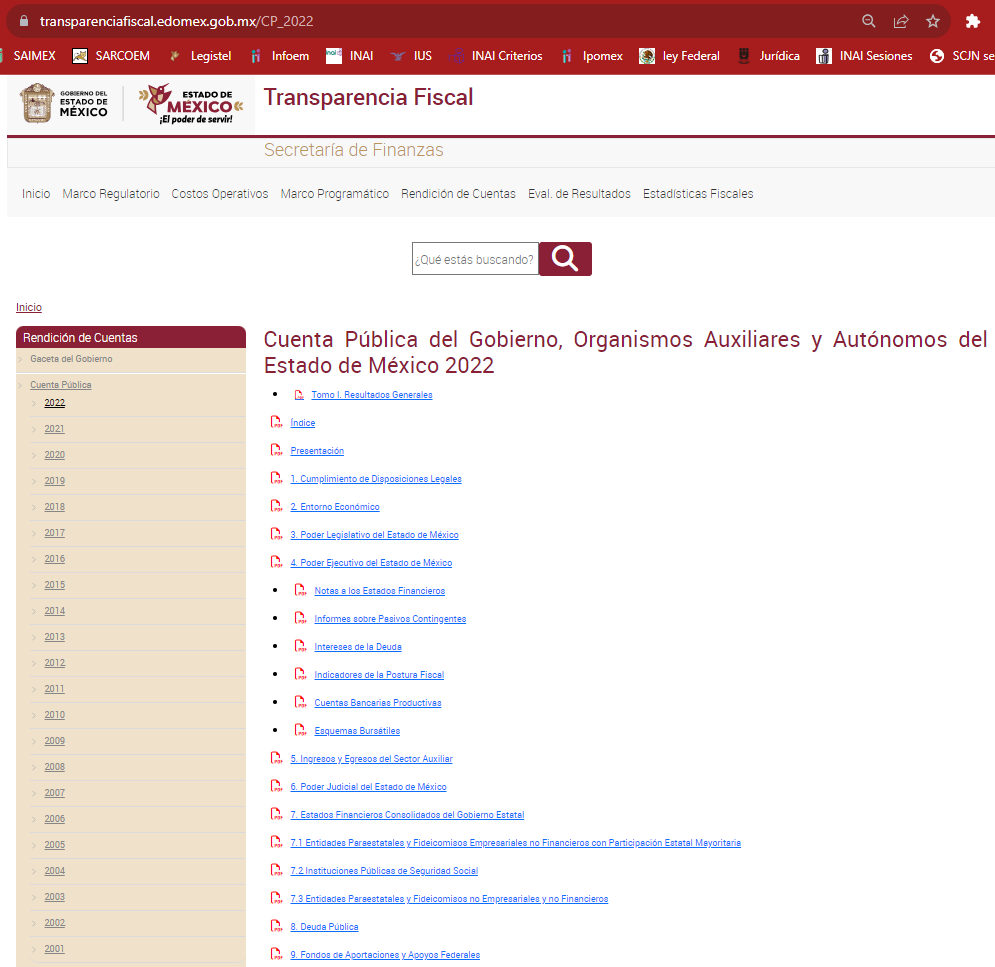 transparenciafiscal.edomex.gob.mx/CP_2022
SAIMEX SARCOEM Legistel Infoem INAI IUS INAI Criterios Ipomex ley Federal Jurídica INAI Sesiones SCJN se
GOBIERNO DEL
ESTADO DE
MÉXICO
ESTADO DE
MÉXICO
¡El poder de servir!
Transparencia Fiscal
Secretaría de Finanzas
Inicio Marco Regulatorio Costos Operativos Marco Programático Rendición de Cuentas Eval. de Resultados Estadísticas Fiscales
¿Qué estás buscando?
Inicio
Rendición de Cuentas
Gaceta del Gobierno
Cuenta Pública
2022
2021
2020
2019
2018
2017
2016
2015
2014
2013
2012
2011
2010
2009
2008
2007
2006
2005
2004
2003
2002
2001
Cuenta Pública del Gobierno, Organismos Auxiliares y Autónomos del
Estado de México 2022
Tomo I. Resultados Generales
Índice
Presentación
1. Cumplimiento de Disposiciones Legales
2. Entorno Económico
3. Poder Legislativo del Estado de México
4. Poder Ejecutivo del Estado de México
Notas a los Estados Financieros
Informes sobre Pasivos Contingentes
Intereses de la Deuda
Indicadores de la Postura Fiscal
Cuentas Bancarias Productivas
Esquemas Bursátiles
5. Ingresos y Egresos del Sector Auxiliar
6. Poder Judicial del Estado de México
7. Estados Financieros Consolidados del Gobierno Estatal
7.1 Entidades Paraestatales y Fideicomisos Empresariales no Financieros con Participación Estatal Mayoritaria
7.2 Instituciones Públicas de Seguridad Social
7.3 Entidades Paraestatales y Fideicomisos no Empresariales y no Financieros
8. Deuda Pública
9. Fondos de Aportaciones y Apoyos Federales